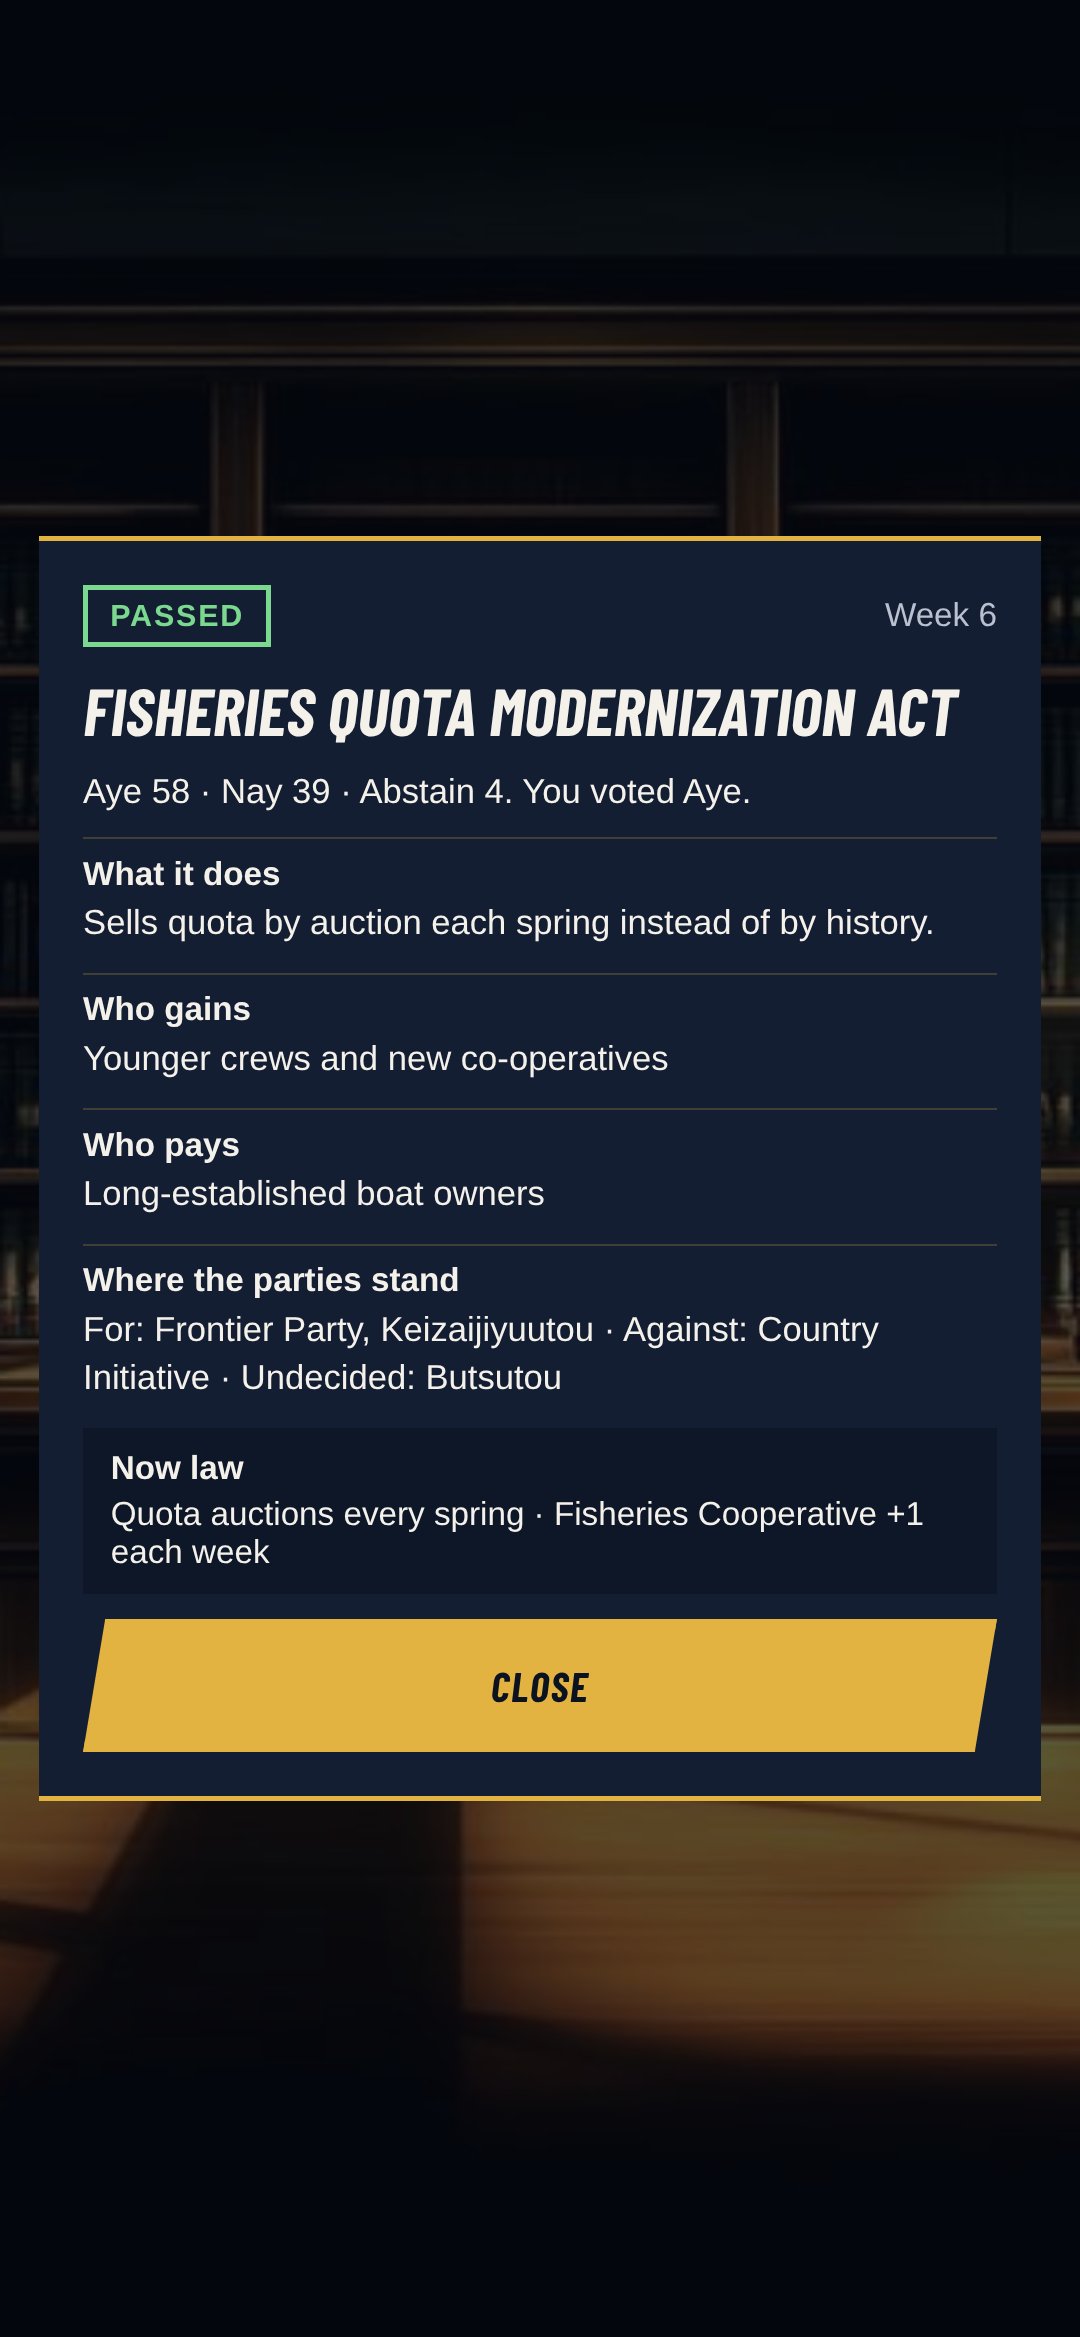 PASSED
Week 6
FISHERIES QUOTA MODERNIZATION ACT
Aye 58 · Nay 39 · Abstain 4. You voted Aye.
What it does
Sells quota by auction each spring instead of by history.
Who gains
Younger crews and new co-operatives
Who pays
Long-established boat owners
Where the parties stand
For: Frontier Party, Keizaijiyuutou · Against: Country
Initiative · Undecided: Butsutou
Now law
Quota auctions every spring · Fisheries Cooperative +1
each week
CLOSE